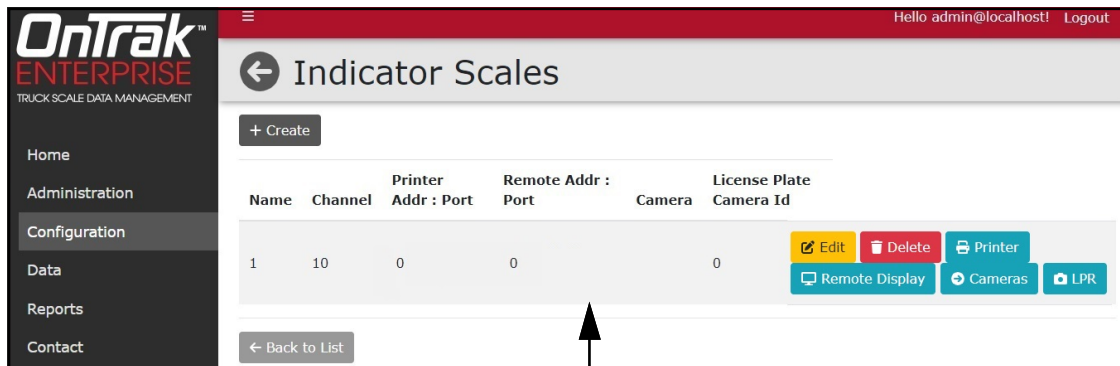 OnTrak™
ENTERPRISE
TRUCK SCALE DATA MANAGEMENT
Hello admin@localhost! Logout
Indicator Scales
+ Create
Home
Administration
Configuration
Data
Reports
Contact
Name Channel Printer Addr : Port Remote Addr : Port Camera License Plate Camera Id
1 10 0 0 0
Edit Delete Printer
Remote Display Cameras LPR
← Back to List